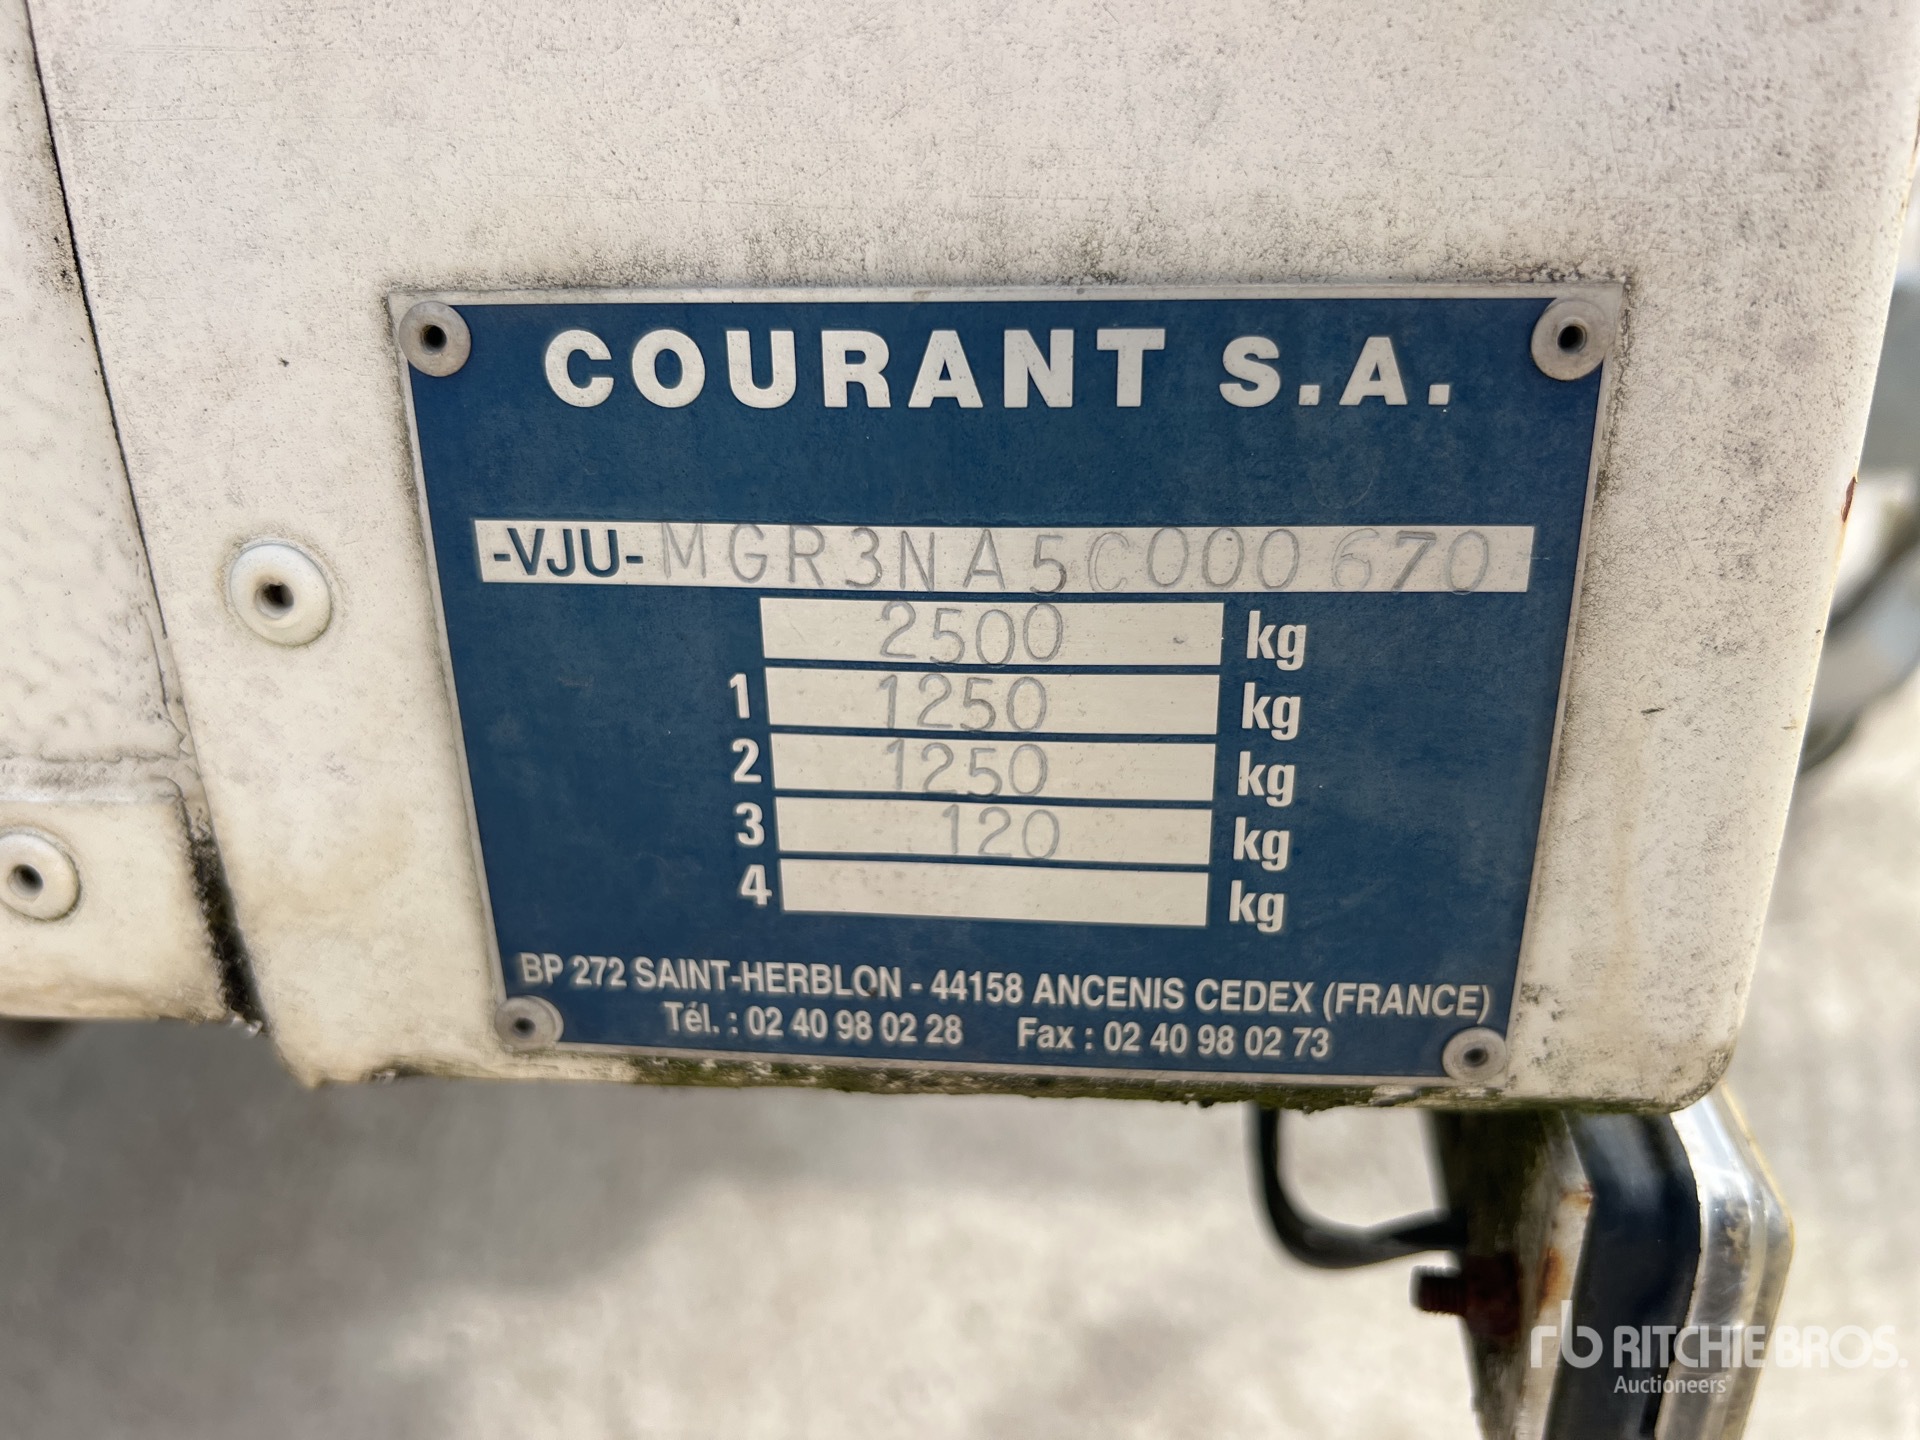 COURANT S.A.
-VJU- MGR3NA5C000670
2500 kg
1 1250 kg
2 1250 kg
3 120 kg
4 kg
BP 272 SAINT-HERBLON - 44158 ANCENIS CEDEX (FRANCE)
Tél. : 02 40 98 02 28 Fax : 02 40 98 02 73
rb RITCHIE BROS.
Auctioneers